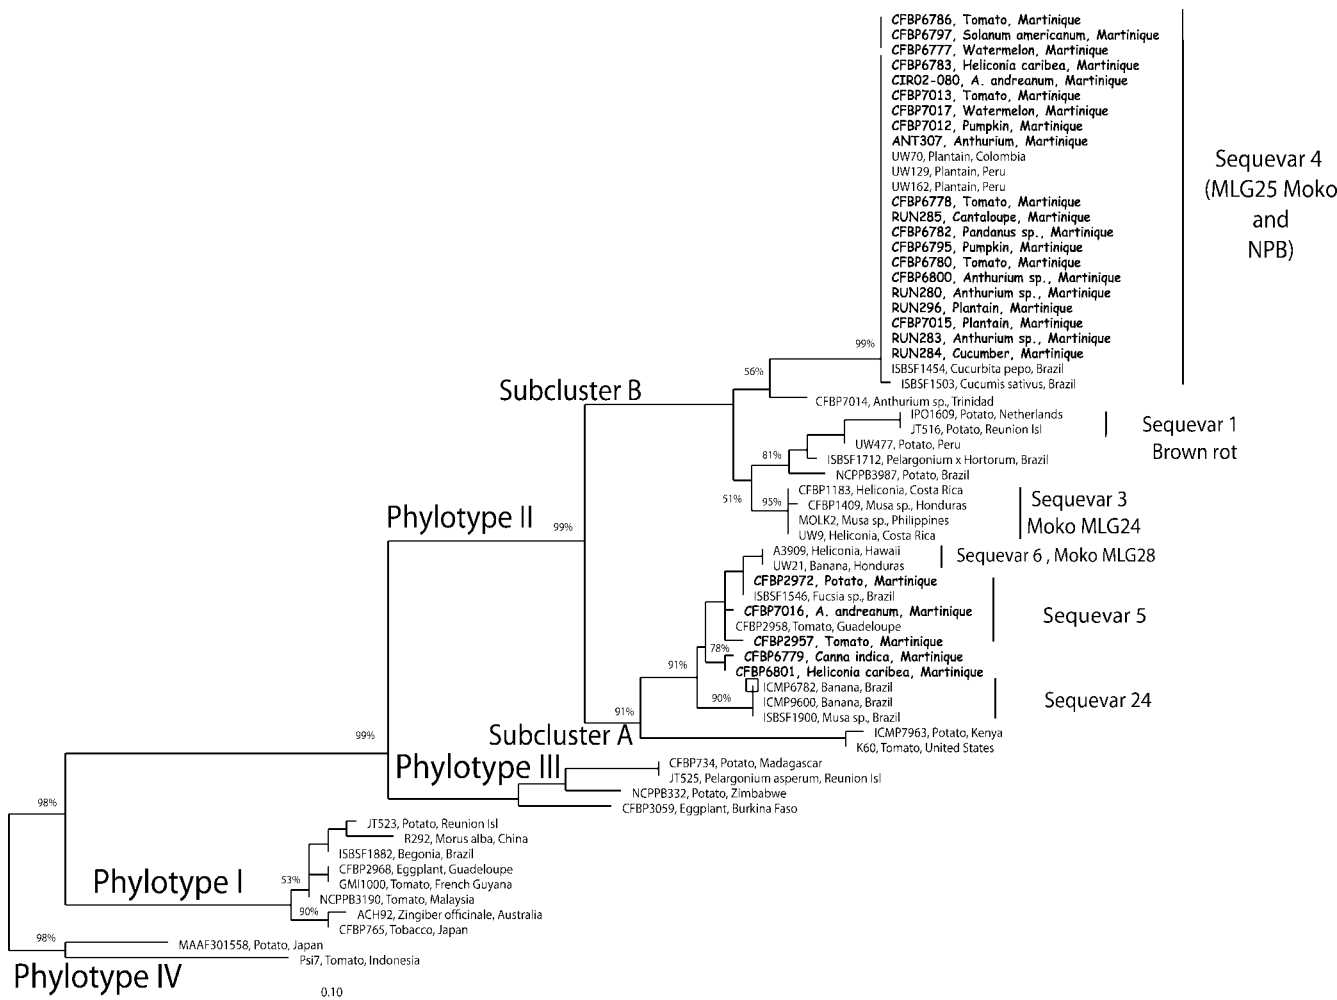 CFBP6786, Tomato, Martinique
CFBP6797, Solanum americanum, Martinique
CFBP6777, Watermelon, Martinique
CFBP6783, Heliconia caribea, Martinique
CIR02-080, A. andreanum, Martinique
CFBP7013, Tomato, Martinique
CFBP7017, Watermelon, Martinique
CFBP7012, Pumpkin, Martinique
ANT307, Anthurium, Martinique
UW70, Plantain, Colombia
UW129, Plantain, Peru
UW162, Plantain, Peru
CFBP6778, Tomato, Martinique
RUN285, Cantaloupe, Martinique
CFBP6782, Pandanus sp., Martinique
CFBP6795, Pumpkin, Martinique
CFBP6780, Tomato, Martinique
CFBP6800, Anthurium sp., Martinique
RUN280, Anthurium sp., Martinique
RUN296, Plantain, Martinique
CFBP7015, Plantain, Martinique
RUN283, Anthurium sp., Martinique
RUN284, Cucumber, Martinique
ISBSF1454, Cucurbita pepo, Brazil
ISBSF1503, Cucumis sativus, Brazil
Sequevar 4
(MLG25 Moko
and
NPB)
99%
56%
Subcluster B
CFBP7014, Anthurium sp., Trinidad
IPO1609, Potato, Netherlands
JT516, Potato, Reunion Isl
Sequevar 1
Brown rot
UW477, Potato, Peru
81%
ISBSF1712, Pelargonium x Hortorum, Brazil
NCPPB3987, Potato, Brazil
51%
95%
CFBP1183, Heliconia, Costa Rica
CFBP1409, Musa sp., Honduras
MOLK2, Musa sp., Philippines
UW9, Heliconia, Costa Rica
Sequevar 3
Moko MLG24
Phylotype II
99%
A3909, Heliconia, Hawaii
UW21, Banana, Honduras
Sequevar 6 , Moko MLG28
CFBP2972, Potato, Martinique
ISBSF1546, Fucsia sp., Brazil
CFBP7016, A. andreanum, Martinique
CFBP2958, Tomato, Guadeloupe
CFBP2957, Tomato, Martinique
Sequevar 5
78%
CFBP6779, Canna indica, Martinique
91%
CFBP6801, Heliconia caribea, Martinique
ICMP6782, Banana, Brazil
90%
ICMP9600, Banana, Brazil
ISBSF1900, Musa sp., Brazil
Sequevar 24
91%
Subcluster A
ICMP7963, Potato, Kenya
K60, Tomato, United States
99%
Phylotype III
CFBP734, Potato, Madagascar
JT525, Pelargonium asperum, Reunion Isl
NCPPB332, Potato, Zimbabwe
CFBP3059, Eggplant, Burkina Faso
98%
JT523, Potato, Reunion Isl
R292, Morus alba, China
ISBSF1882, Begonia, Brazil
CFBP2968, Eggplant, Guadeloupe
GMI1000, Tomato, French Guyana
Phylotype I
53%
NCPPB3190, Tomato, Malaysia
90%
ACH92, Zingiber officinale, Australia
CFBP765, Tobacco, Japan
98%
MAAF301558, Potato, Japan
Psi7, Tomato, Indonesia
Phylotype IV
0.10